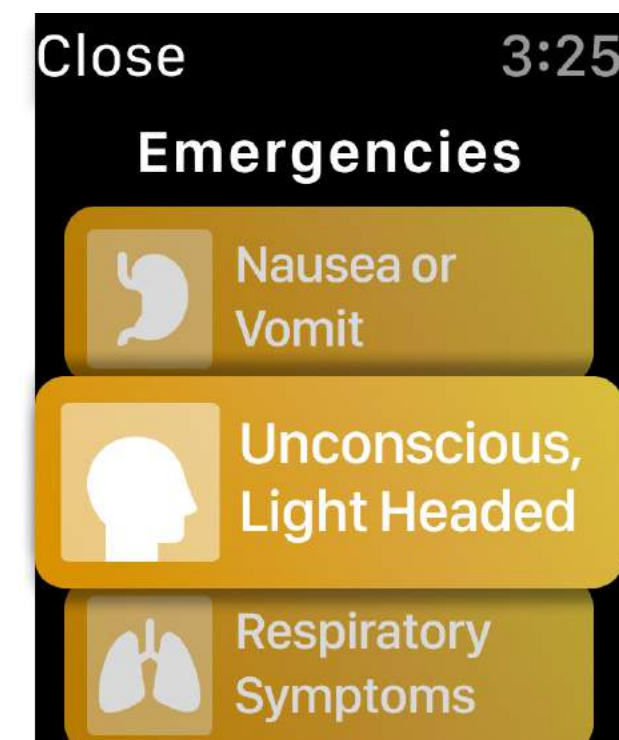 Close 3:25
Emergencies
Nausea or
Vomit
Unconscious,
Light Headed
Respiratory
Symptoms